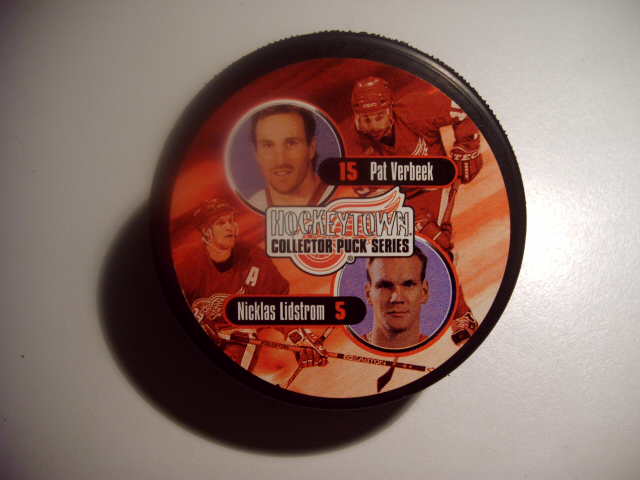 15 Pat Verbeek
HOCKEYTOWN
COLLECTOR PUCK SERIES
Nicklas Lidstrom 5
A